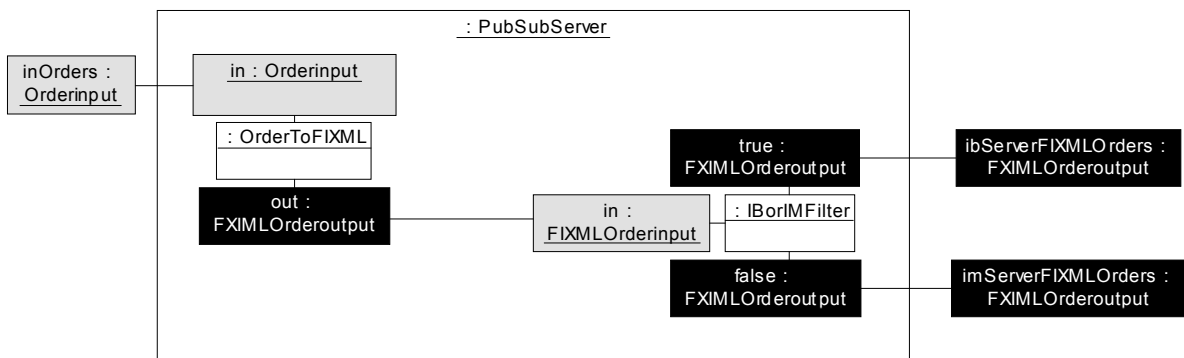 : PubSubServer
inOrders :
Orderinput
in : Orderinput
: OrderToFIXML
out :
FXIMLOrderoutput
in :
FIXMLOrderinput
true :
FXIMLOrderoutput
: IBorIMFilter
false :
FXIMLOrderoutput
ibServerFIXMLOrders :
FXIMLOrderoutput
imServerFIXMLOrders :
FXIMLOrderoutput